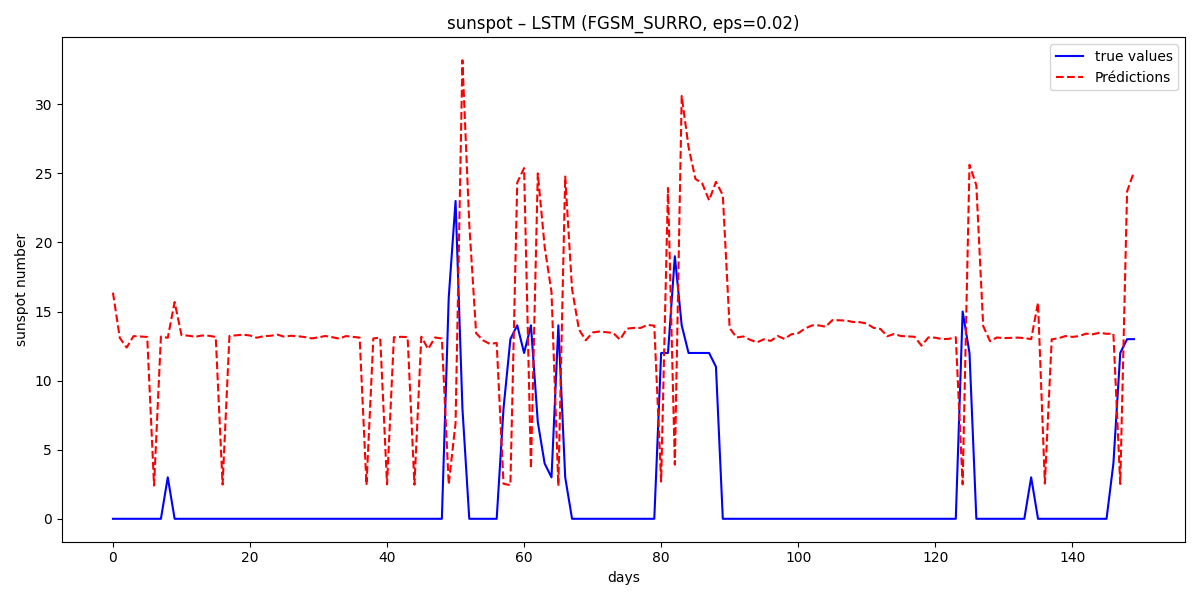 sunspot – LSTM (FGSM_SURRO, eps=0.02)
true values
Prédictions
sunspot number
30
25
20
15
10
5
0
0 20 40 60 80 100 120 140
days